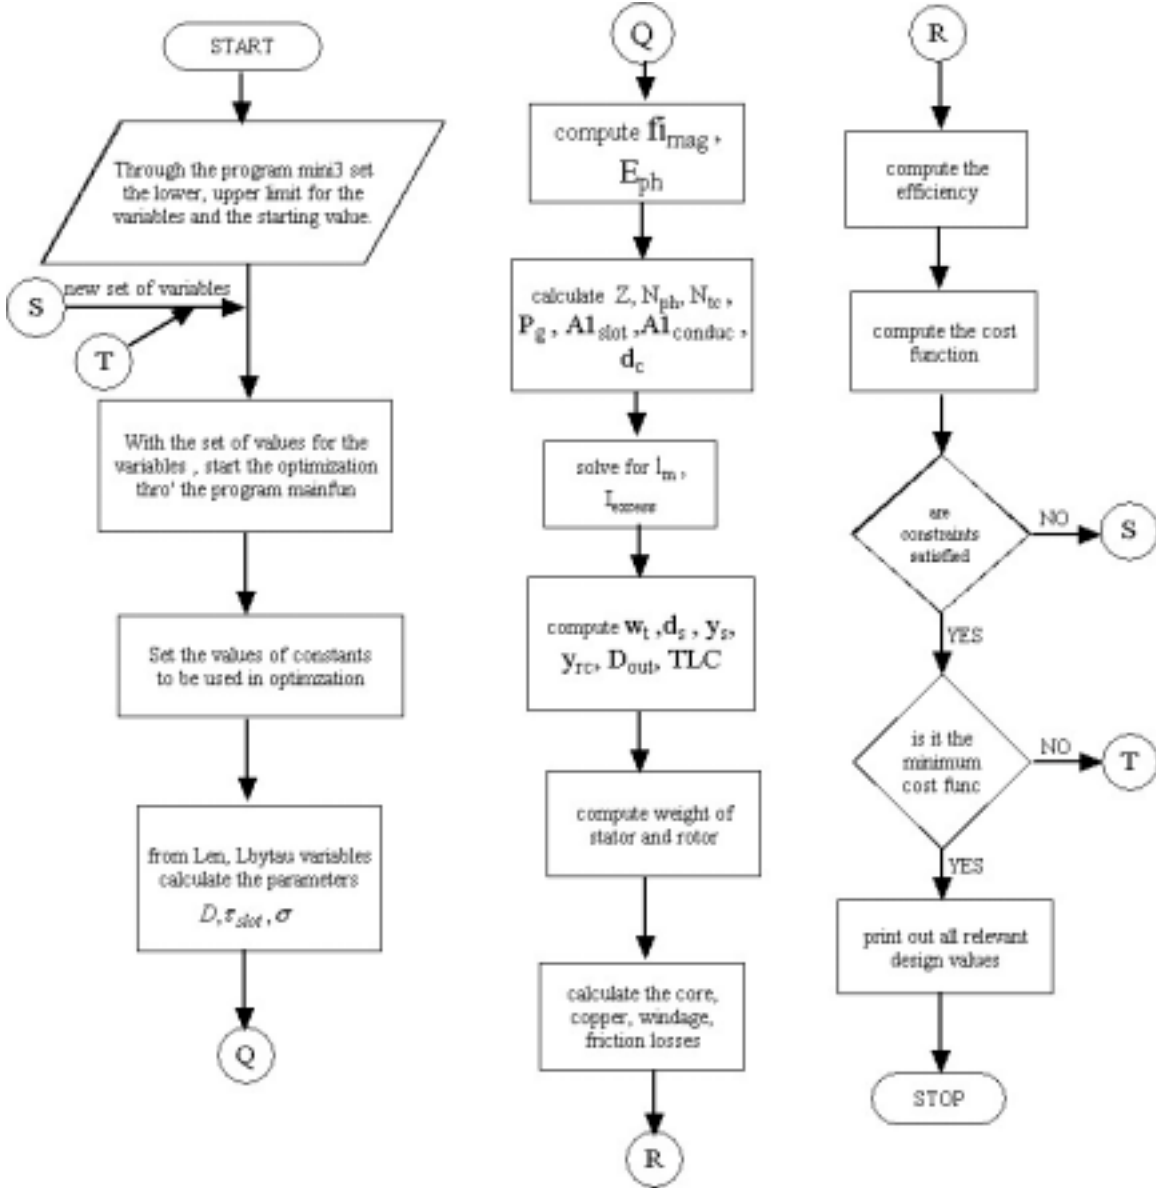 START
Through the program mini3 set
the lower, upper limit for the
variables and the starting value.
S
new set of variables
T
With the set of values for the
variables , start the optimization
thro' the program mainfun
Set the values of constants
to be used in optimzation
from Len, Lbytau variables
calculate the parameters
D, τslot, σ
Q
Q
compute fimag ,
Eph
calculate Z, Nph, Ntc ,
Pg , A1slot ,A1conduc ,
dc
solve for Im ,
compute wt ,ds , ys,
yrc, Dout, TLC
compute weight of
stator and rotor
calculate the core,
copper, windage,
friction losses
R
R
compute the
efficiency
compute the cost
function
are
constraints
satisfied
NO
S
YES
is it the
minimum
cost func
NO
T
YES
print out all relevant
design values
STOP